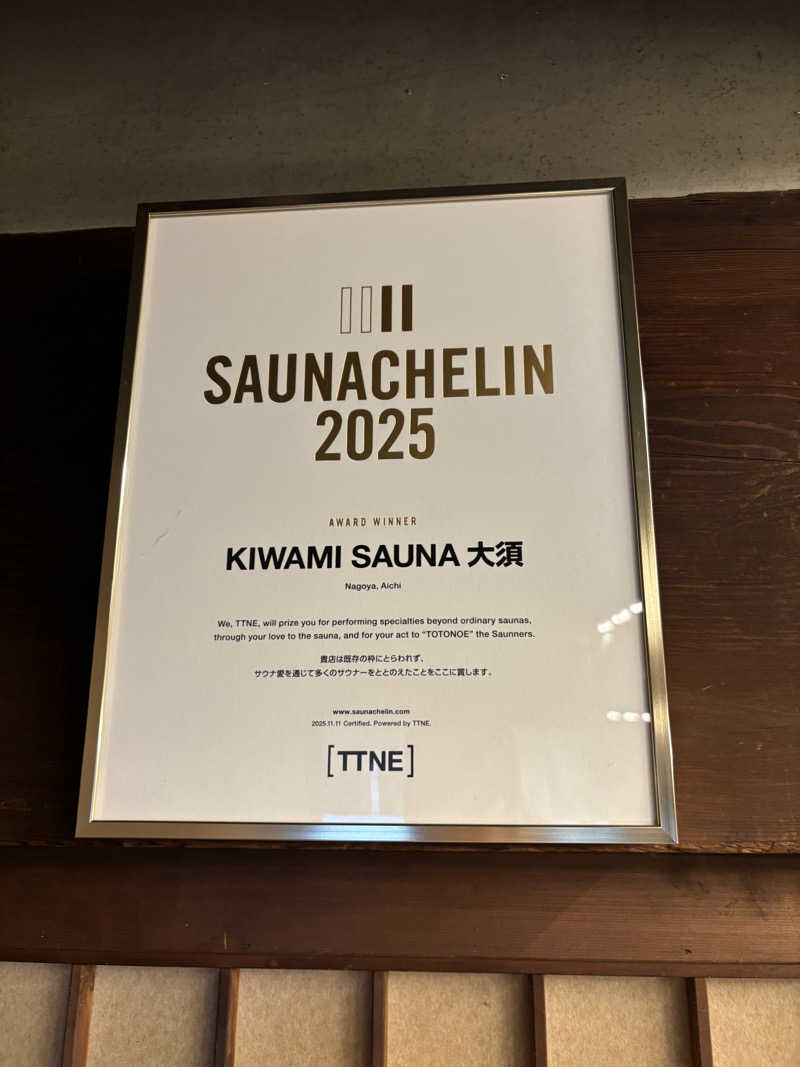 SAUNACHELIN
2025
AWARD WINNER
KIWAMI SAUNA 大須
Nagoya, Aichi
We, TTNE, will prize you for performing specialties beyond ordinary saunas,
through your love to the sauna, and for your act to “TOTONOE” the Saunners.
貴店は既存の枠にとらわれず、
サウナ愛を通じて多くのサウナーをととのえたことをここに賞します。
www.saunachelin.com
2025.11.11 Certified. Powered by TTNE.
[TTNE]